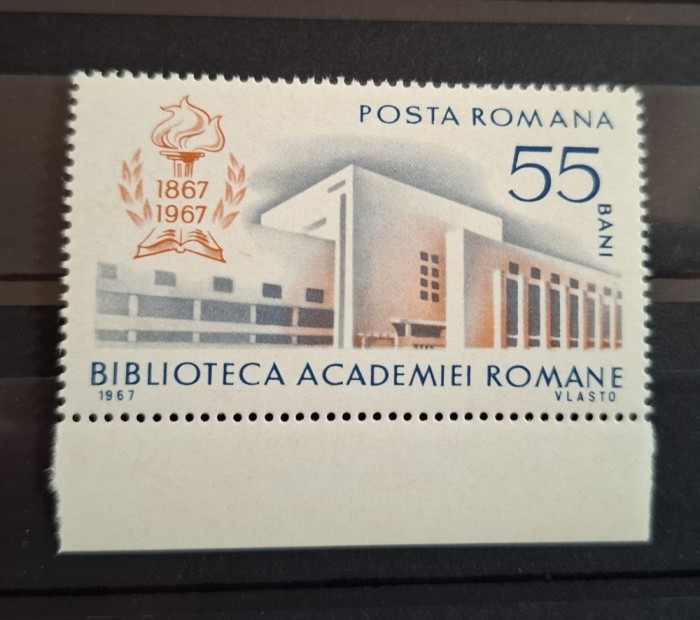 POSTA ROMANA
55 BANI
1867
1967
BIBLIOTECA ACADEMIEI ROMANE
1967 VLASTO